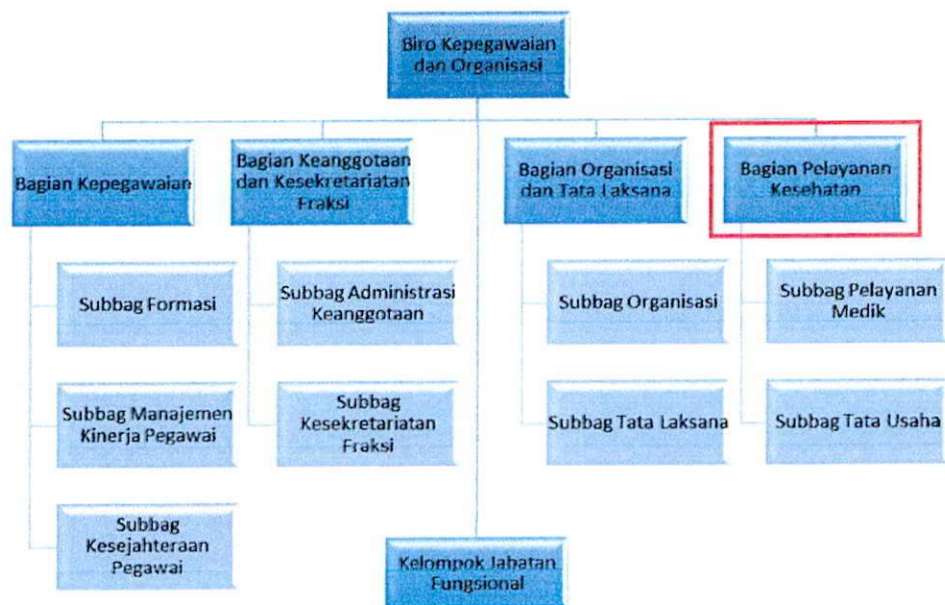 Biro Kepegawaian
dan Organisasi
Bagian Kepegawaian
Bagian Keanggotaan
dan Kesekretariatan
Fraksi
Bagian Organisasi
dan Tata Laksana
Bagian Pelayanan
Kesehatan
Subbag Formasi
Subbag Administrasi
Keanggotaan
Subbag Organisasi
Subbag Pelayanan
Medik
Subbag Manajemen
Kinerja Pegawai
Subbag
Kesekretariatan
Fraksi
Subbag Tata Laksana
Subbag Tata Usaha
Subbag
Kesejahteraan
Pegawai
Kelompok Jabatan
Fungsional